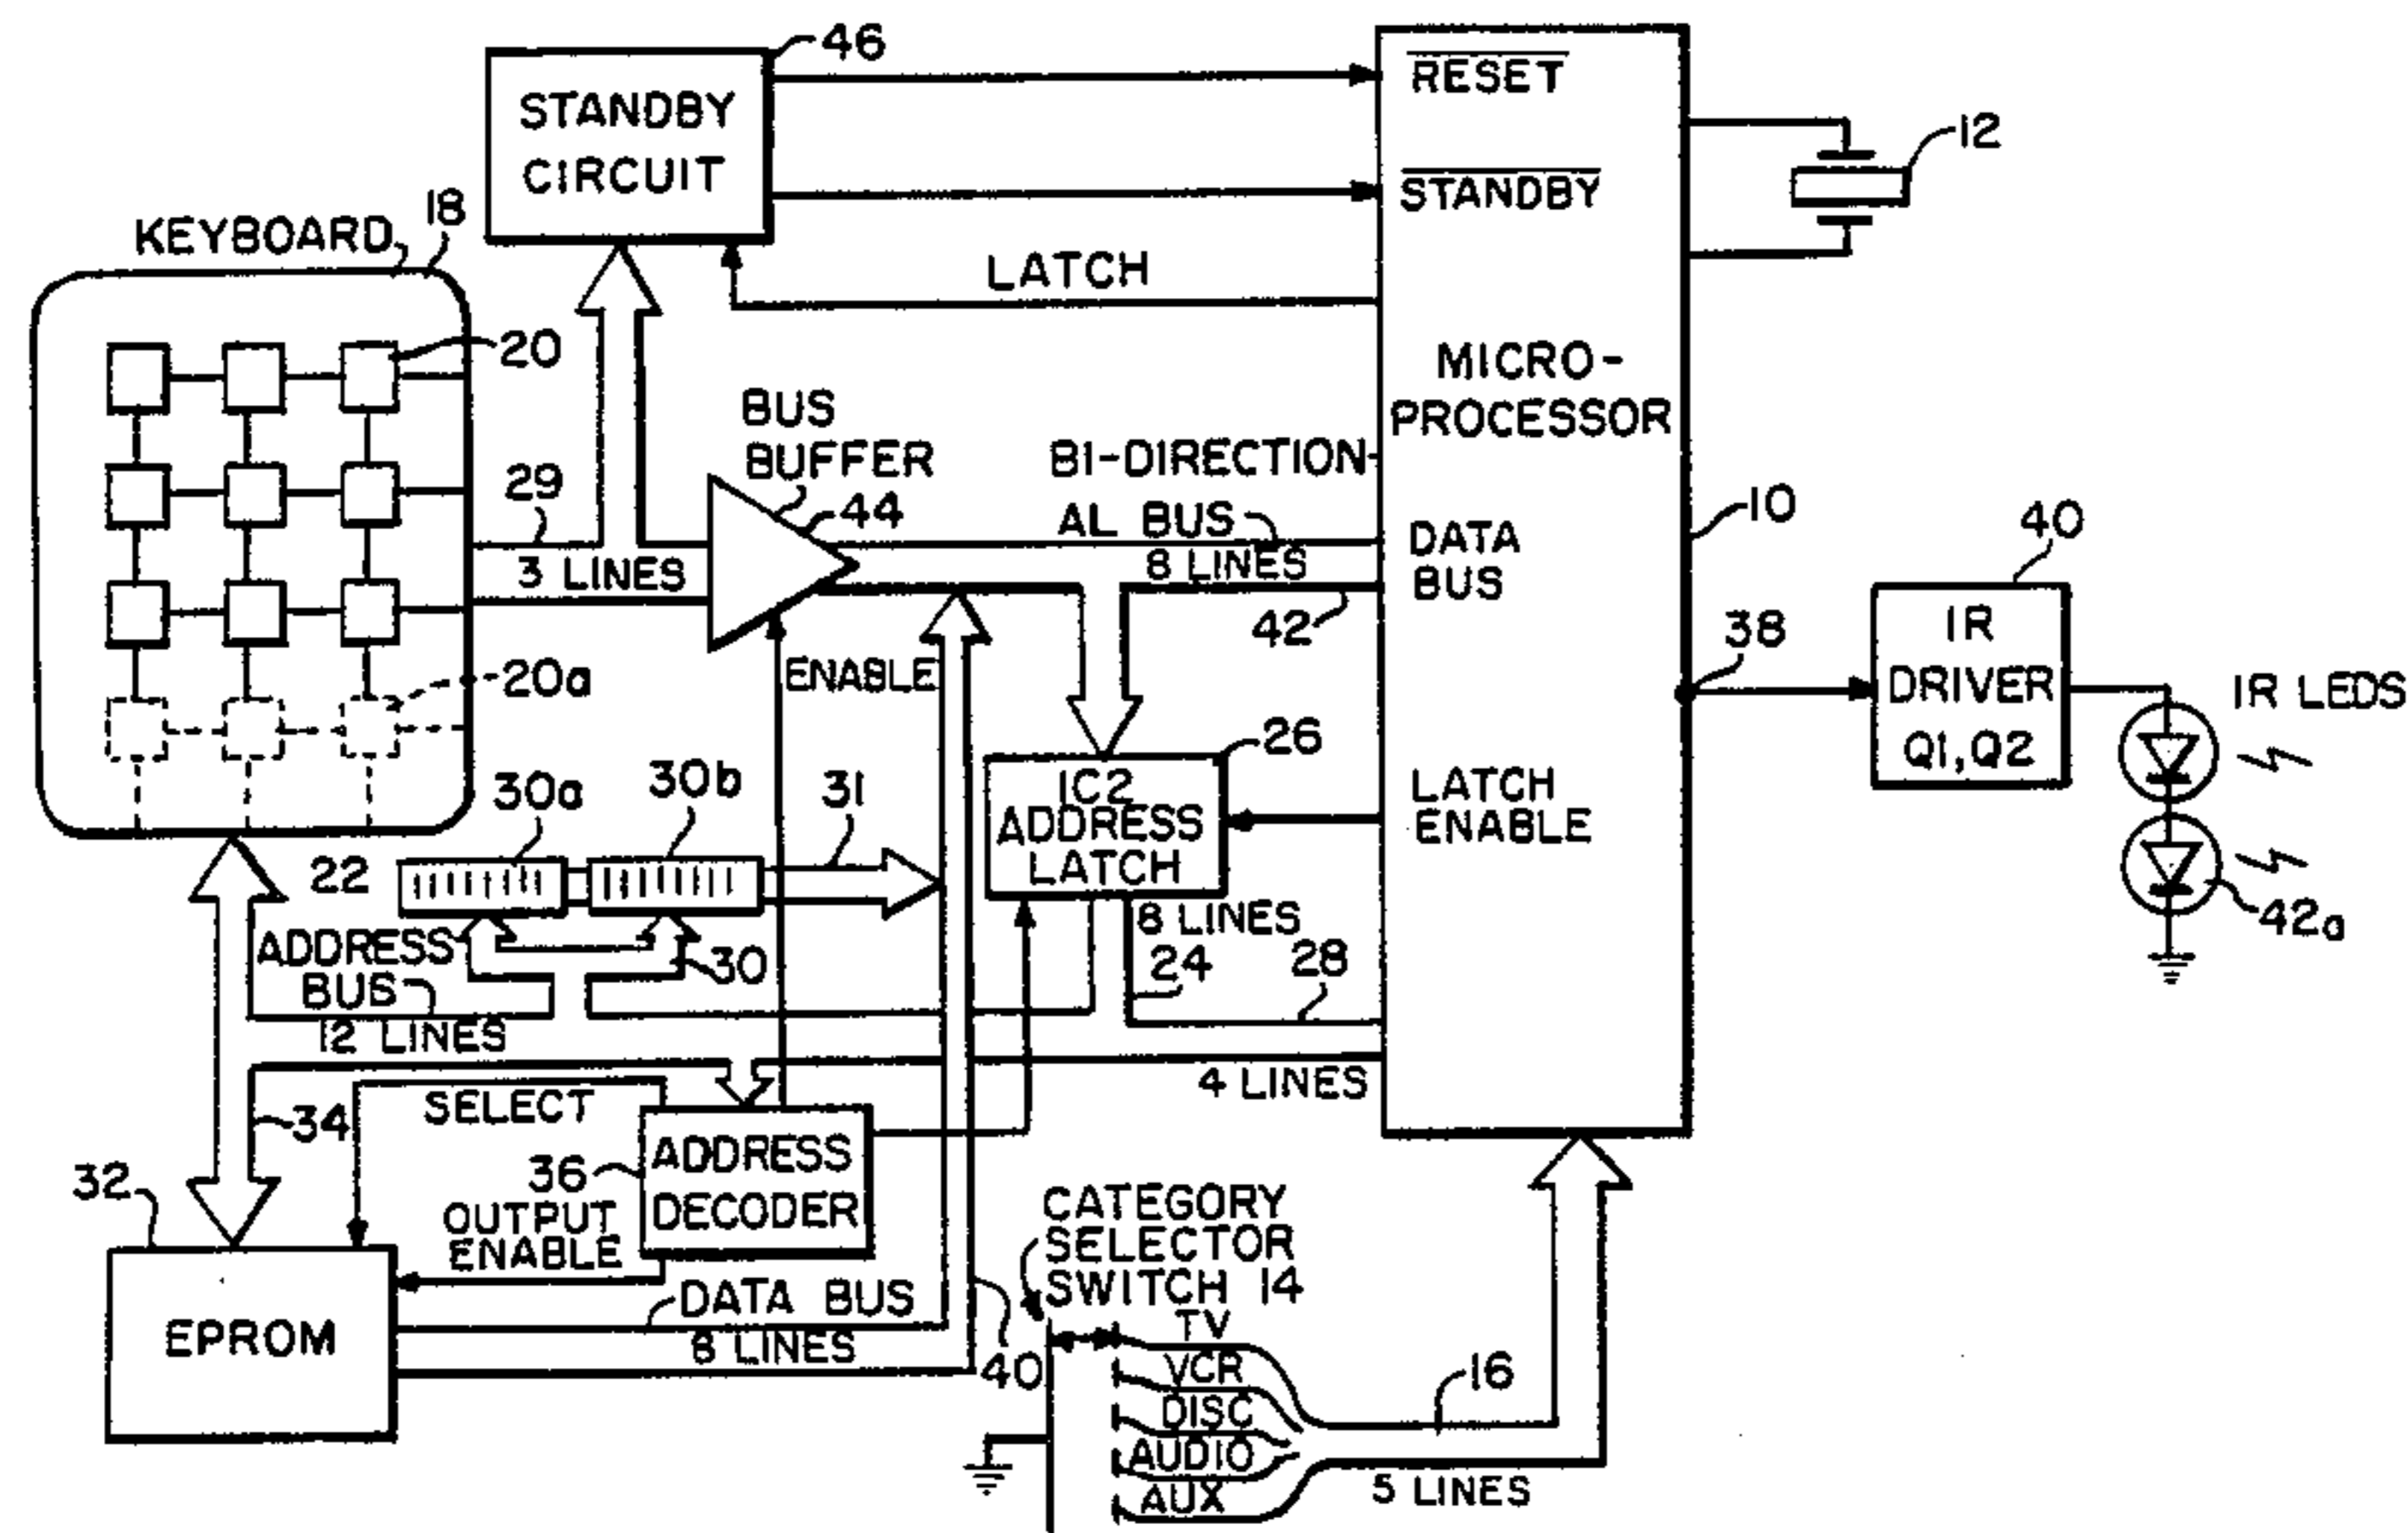 46
STANDBY
CIRCUIT
RESET
STANDBY
12
KEYBOARD
18
LATCH
20
MICRO-
PROCESSOR
BUS
BUFFER
44
BI-DIRECTION-
AL BUS
8 LINES
42
DATA
BUS
10
29
3 LINES
40
IR
DRIVER
Q1,Q2
38
IR LEDS
42a
20a
ENABLE
26
IC2
ADDRESS
LATCH
LATCH
ENABLE
30a
30b
31
22
ADDRESS
BUS
12 LINES
30
8 LINES
24
28
4 LINES
SELECT
34
32
36
ADDRESS
DECODER
OUTPUT
ENABLE
EPROM
DATA BUS
8 LINES
40
CATEGORY
SELECTOR
SWITCH 14
TV
VCR
DISC
AUDIO
AUX
16
5 LINES